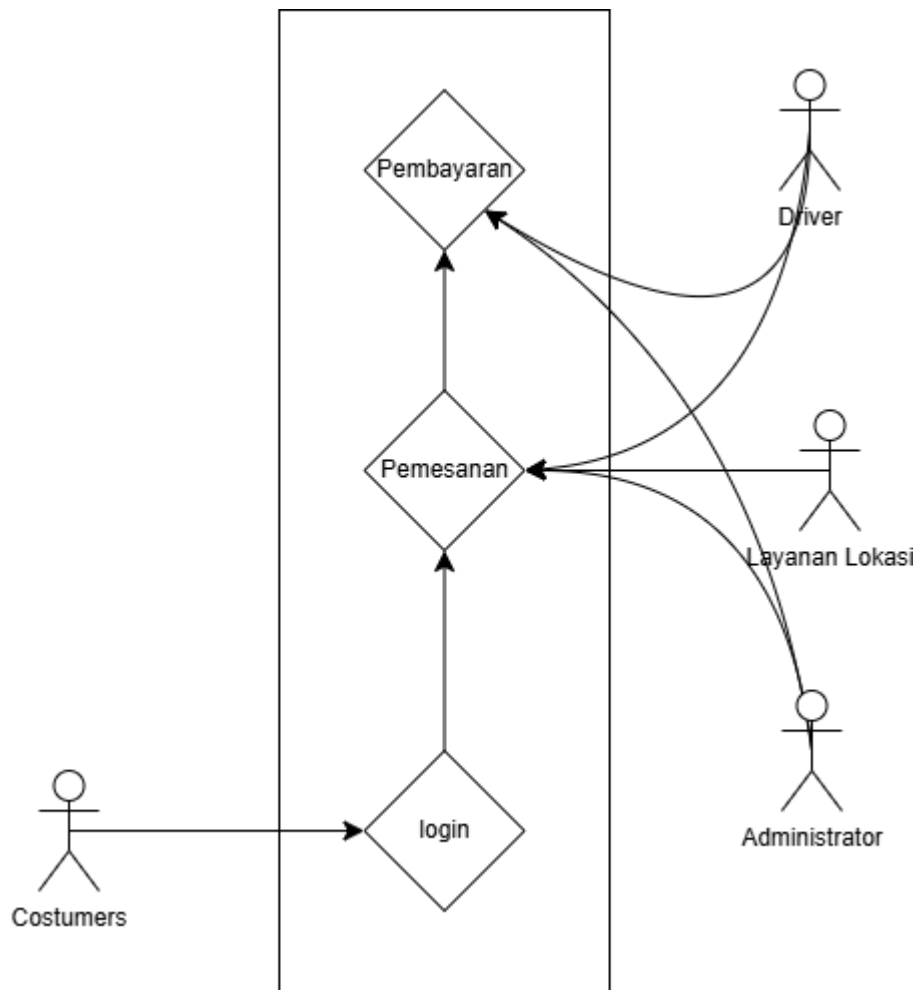 Pembayaran
Driver
Pemesanan
Layanan Lokasi
login
Administrator
Costumers